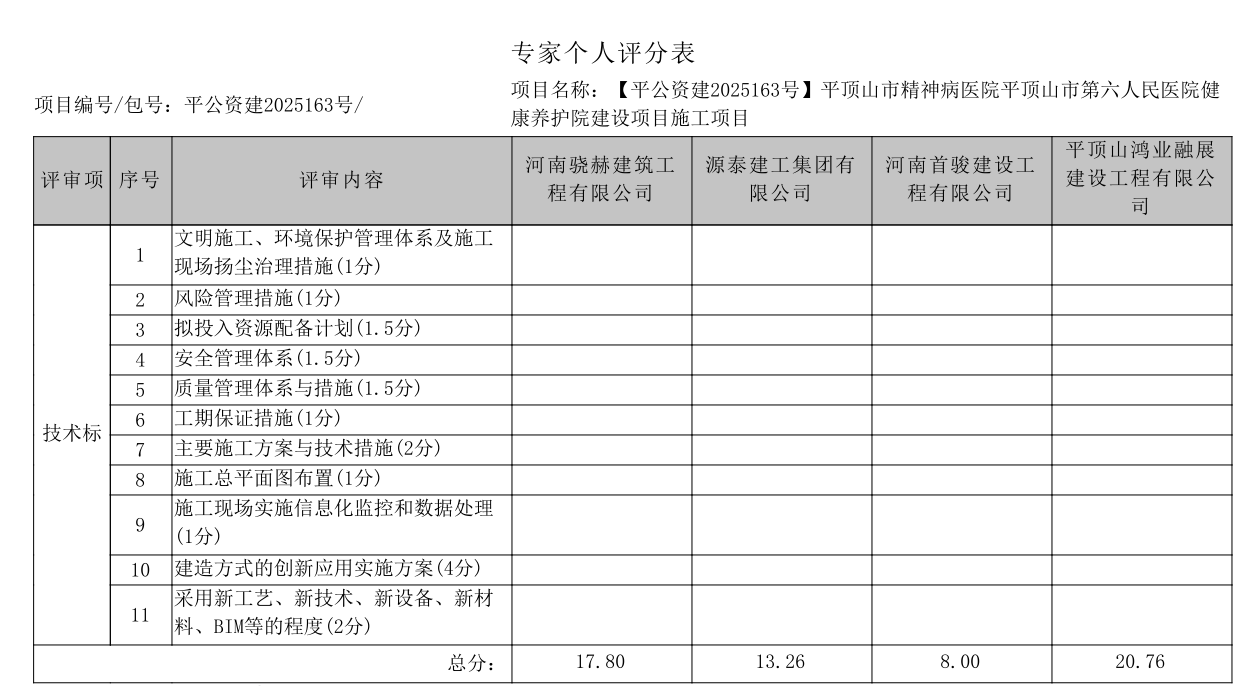 专家个人评分表
项目编号/包号：平公资建2025163号/
项目名称：【平公资建2025163号】平顶山市精神病医院平顶山市第六人民医院健
康养护院建设项目施工项目
评审项 序号 评审内容
河南骁赫建筑工
程有限公司
源泰建工集团有
限公司
河南首骏建设工
程有限公司
平顶山鸿业融展
建设工程有限公
司
技术标
1
文明施工、环境保护管理体系及施工
现场扬尘治理措施(1分)
2 风险管理措施(1分)
3 拟投入资源配备计划(1.5分)
4 安全管理体系(1.5分)
5 质量管理体系与措施(1.5分)
6 工期保证措施(1分)
7 主要施工方案与技术措施(2分)
8 施工总平面图布置(1分)
9
施工现场实施信息化监控和数据处理
(1分)
10 建造方式的创新应用实施方案(4分)
11
采用新工艺、新技术、新设备、新材
料、BIM等的程度(2分)
总分： 17.80 13.26 8.00 20.76